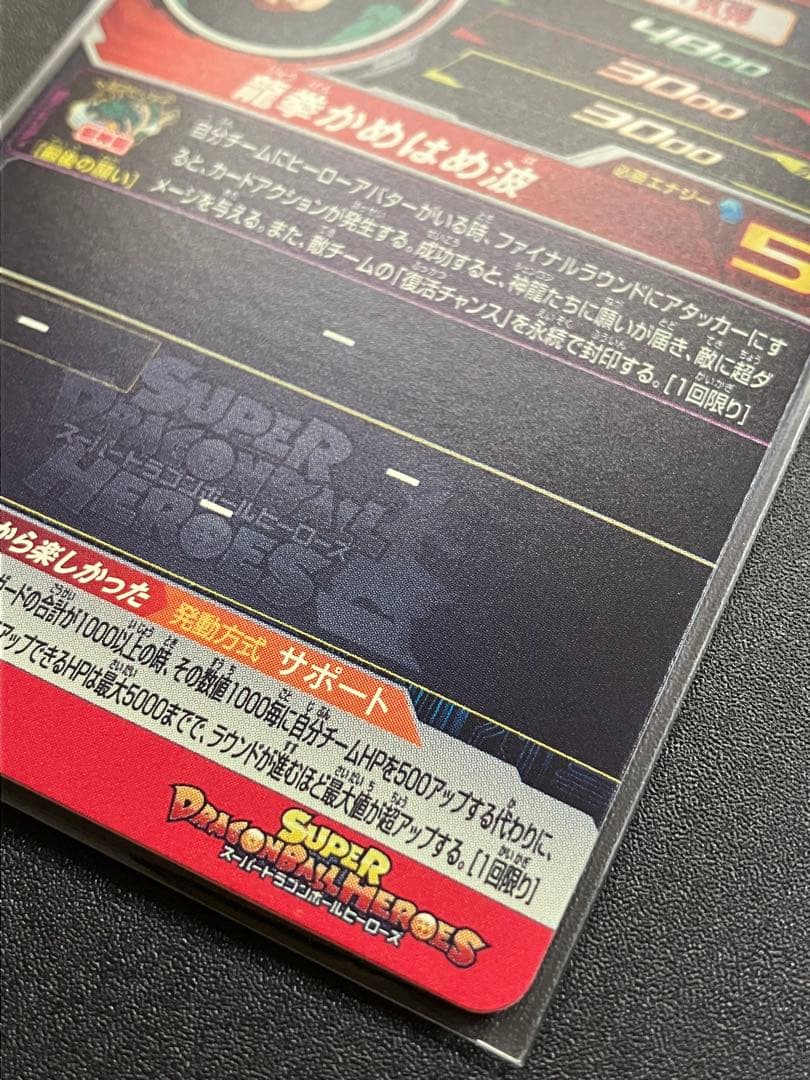 気弾
4800
3000
3000
龍拳かめはめ波
必要エナジー
5
超神龍
[最後の願い]
自分チームにヒーローアバターがいる時、ファイナルラウンドにアタッカーにす
ると、カードアクションが発生する。成功すると、神龍たちに願いが届き、敵に超ダ
メージを与える。また、敵チームの「復活チャンス」を永続で封印する。[1回限り]
SUPER
DRAGONBALL
スーパードラゴンボールヒーローズ
HEROES
から楽しかった
発動方式 サポート
ガードの合計が1000以上の時、その数値1000毎に自分チームHPを500アップする代わりに、
アップできるHPは最大5000までで、ラウンドが進むほど最大値が超アップする。[1回限り]
SUPER
DRAGONBALL HEROES
スーパードラゴンボールヒーローズ